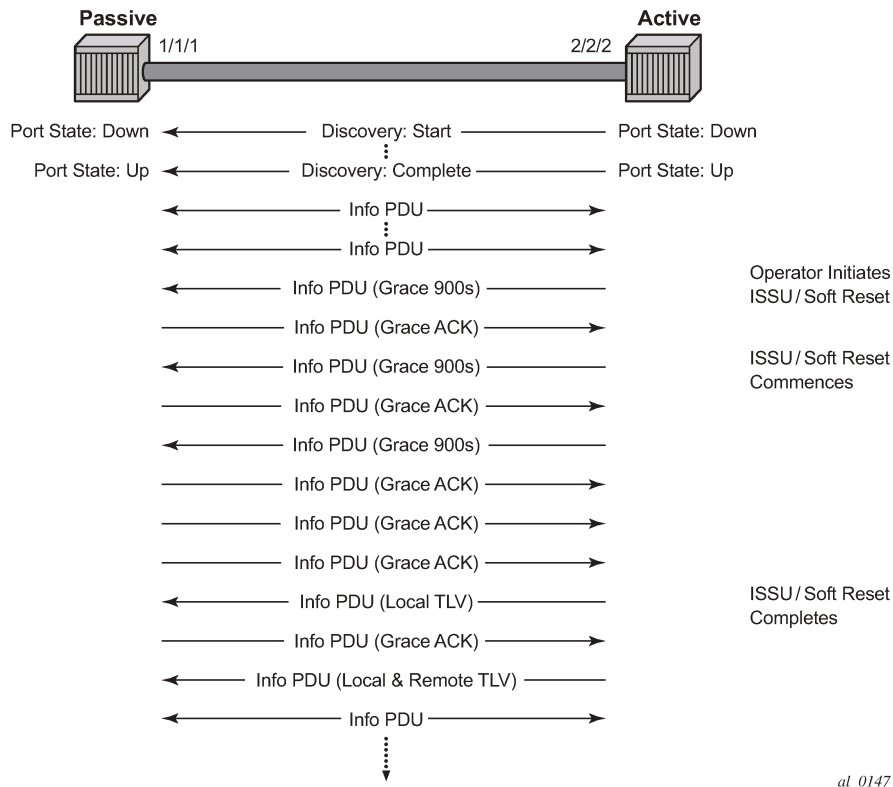 Passive Active
1/1/1 2/2/2
Port State: Down Discovery: Start Port State: Down
Port State: Up Discovery: Complete Port State: Up
Info PDU
Info PDU
Operator Initiates
ISSU/Soft Reset
Info PDU (Grace 900s)
Info PDU (Grace ACK)
ISSU/Soft Reset
Commences
Info PDU (Grace 900s)
Info PDU (Grace ACK)
Info PDU (Grace 900s)
Info PDU (Grace ACK)
Info PDU (Grace ACK)
Info PDU (Grace ACK)
ISSU/Soft Reset
Completes
Info PDU (Local TLV)
Info PDU (Grace ACK)
Info PDU (Local & Remote TLV)
Info PDU
al_0147